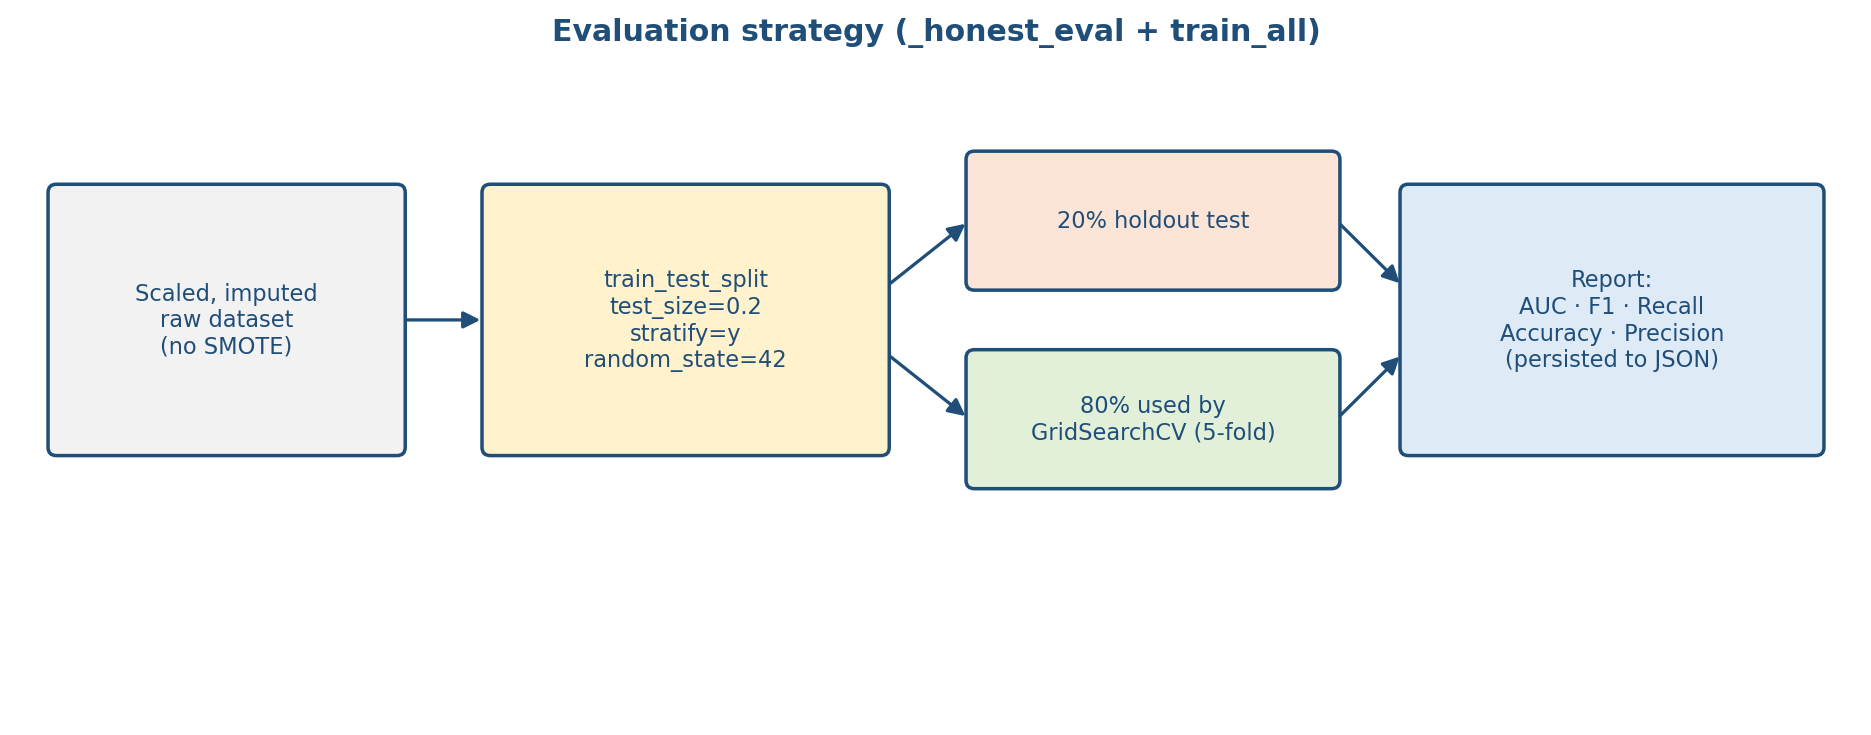 Evaluation strategy (_honest_eval + train_all)
Scaled, imputed
raw dataset
(no SMOTE)
train_test_split
test_size=0.2
stratify=y
random_state=42
20% holdout test
80% used by
GridSearchCV (5-fold)
Report:
AUC · F1 · Recall
Accuracy · Precision
(persisted to JSON)